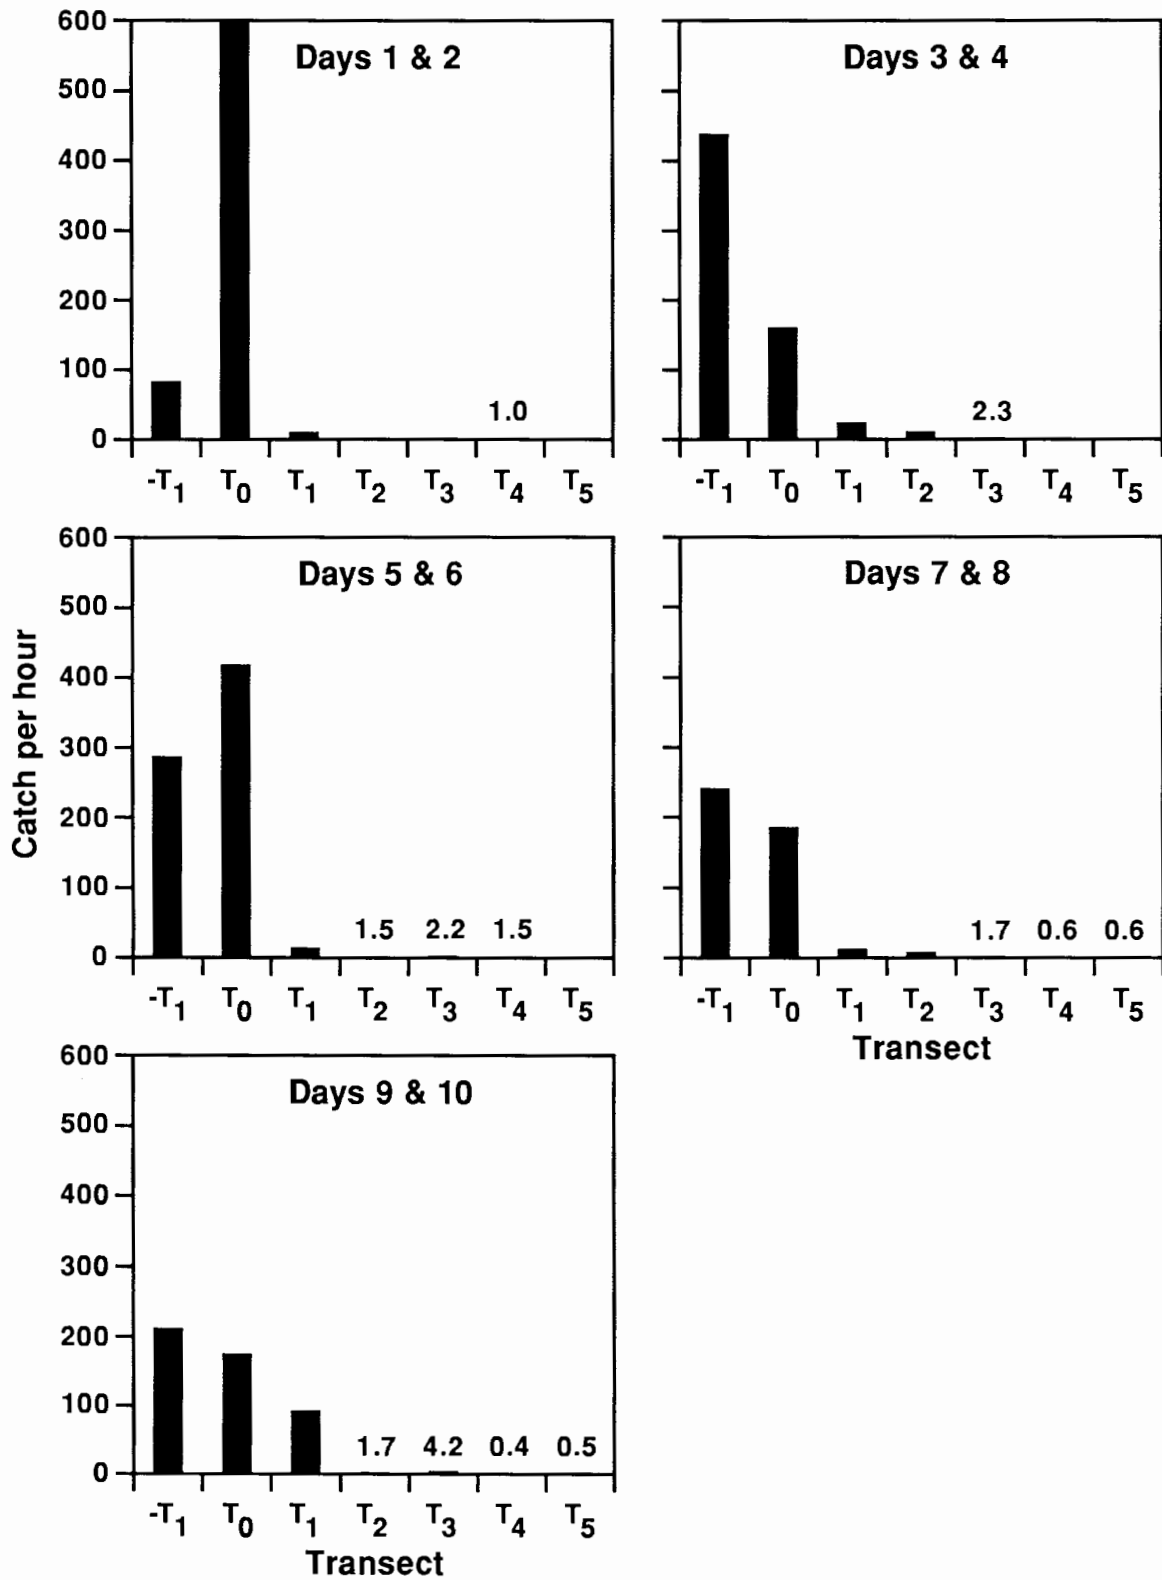 600
Days 1 & 2
500
400
300
200
100
1.0
0
-T1 T0 T1 T2 T3 T4 T5
Days 3 & 4
2.3
-T1 T0 T1 T2 T3 T4 T5
Catch per hour
600
Days 5 & 6
500
400
300
200
100
1.5 2.2 1.5
0
-T1 T0 T1 T2 T3 T4 T5
Days 7 & 8
1.7 0.6 0.6
-T1 T0 T1 T2 T3 T4 T5
Transect
600
Days 9 & 10
500
400
300
200
100
1.7 4.2 0.4 0.5
0
-T1 T0 T1 T2 T3 T4 T5
Transect